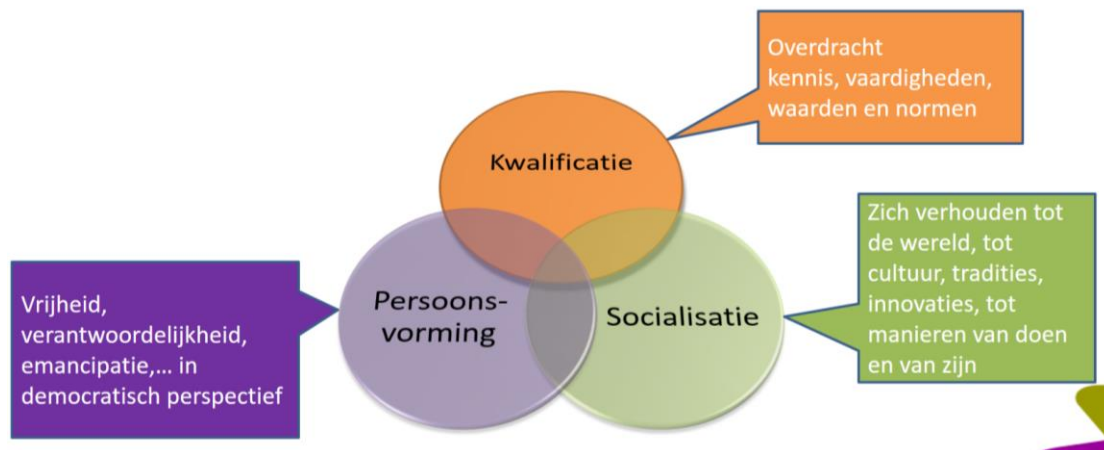 Overdracht
kennis, vaardigheden,
waarden en normen
Kwalificatie
Zich verhouden tot
de wereld, tot
cultuur, tradities,
innovaties, tot
manieren van doen
en van zijn
Vrijheid,
verantwoordelijkheid,
emancipatie,... in
democratisch perspectief
Persoons-
vorming
Socialisatie